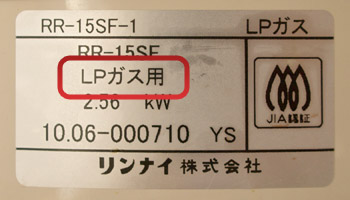 RR-15SF-1 LPガス
RR-15SF
LPガス用
2.56 kW
10.06-000710 YS
JIA認証
リンナイ株式会社